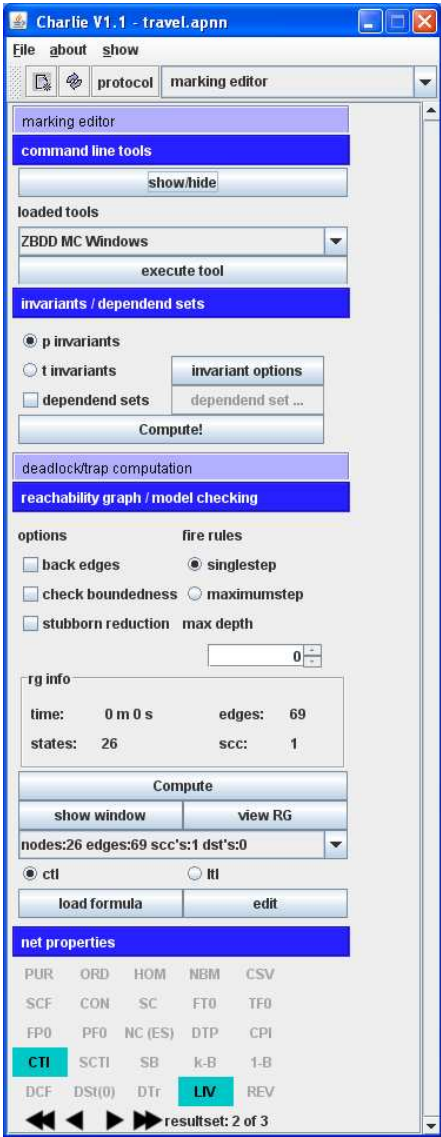 Charlie V1.1 - travel.apnn
File about show
protocol marking editor
marking editor
command line tools
show/hide
loaded tools
ZBDD MC Windows
execute tool
invariants / dependend sets
p invariants
t invariants invariant options
dependend sets dependend set ...
Compute!
deadlock/trap computation
reachability graph / model checking
options fire rules
back edges singlestep
check boundedness maximumstep
stubborn reduction max depth
0
rg info
time: 0 m 0 s edges: 69
states: 26 scc: 1
Compute
show window view RG
nodes:26 edges:69 scc's:1 dst's:0
ctl ltl
load formula edit
net properties
PUR ORD HOM NBM CSV
SCF CON SC FT0 TF0
FP0 PF0 NC (ES) DTP CPI
CTI SCTI SB k-B 1-B
DCF DSt(0) DTr LIV REV
resultset: 2 of 3